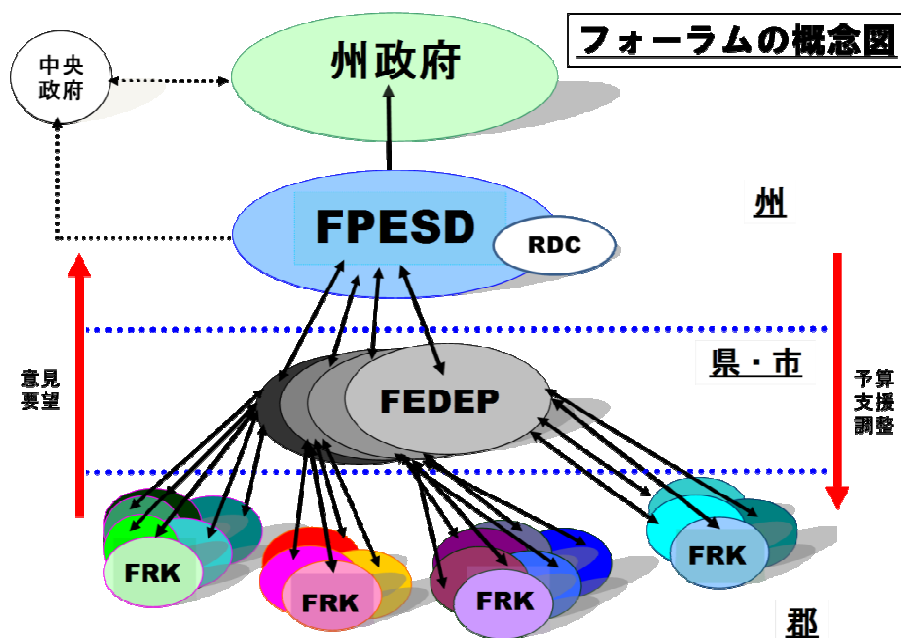 フォーラムの概念図
中央
政府
州政府
FPESD
RDC
州
県・市
意見
要望
FEDEP
予算
支援
調整
FRK
FRK
FRK
FRK
郡